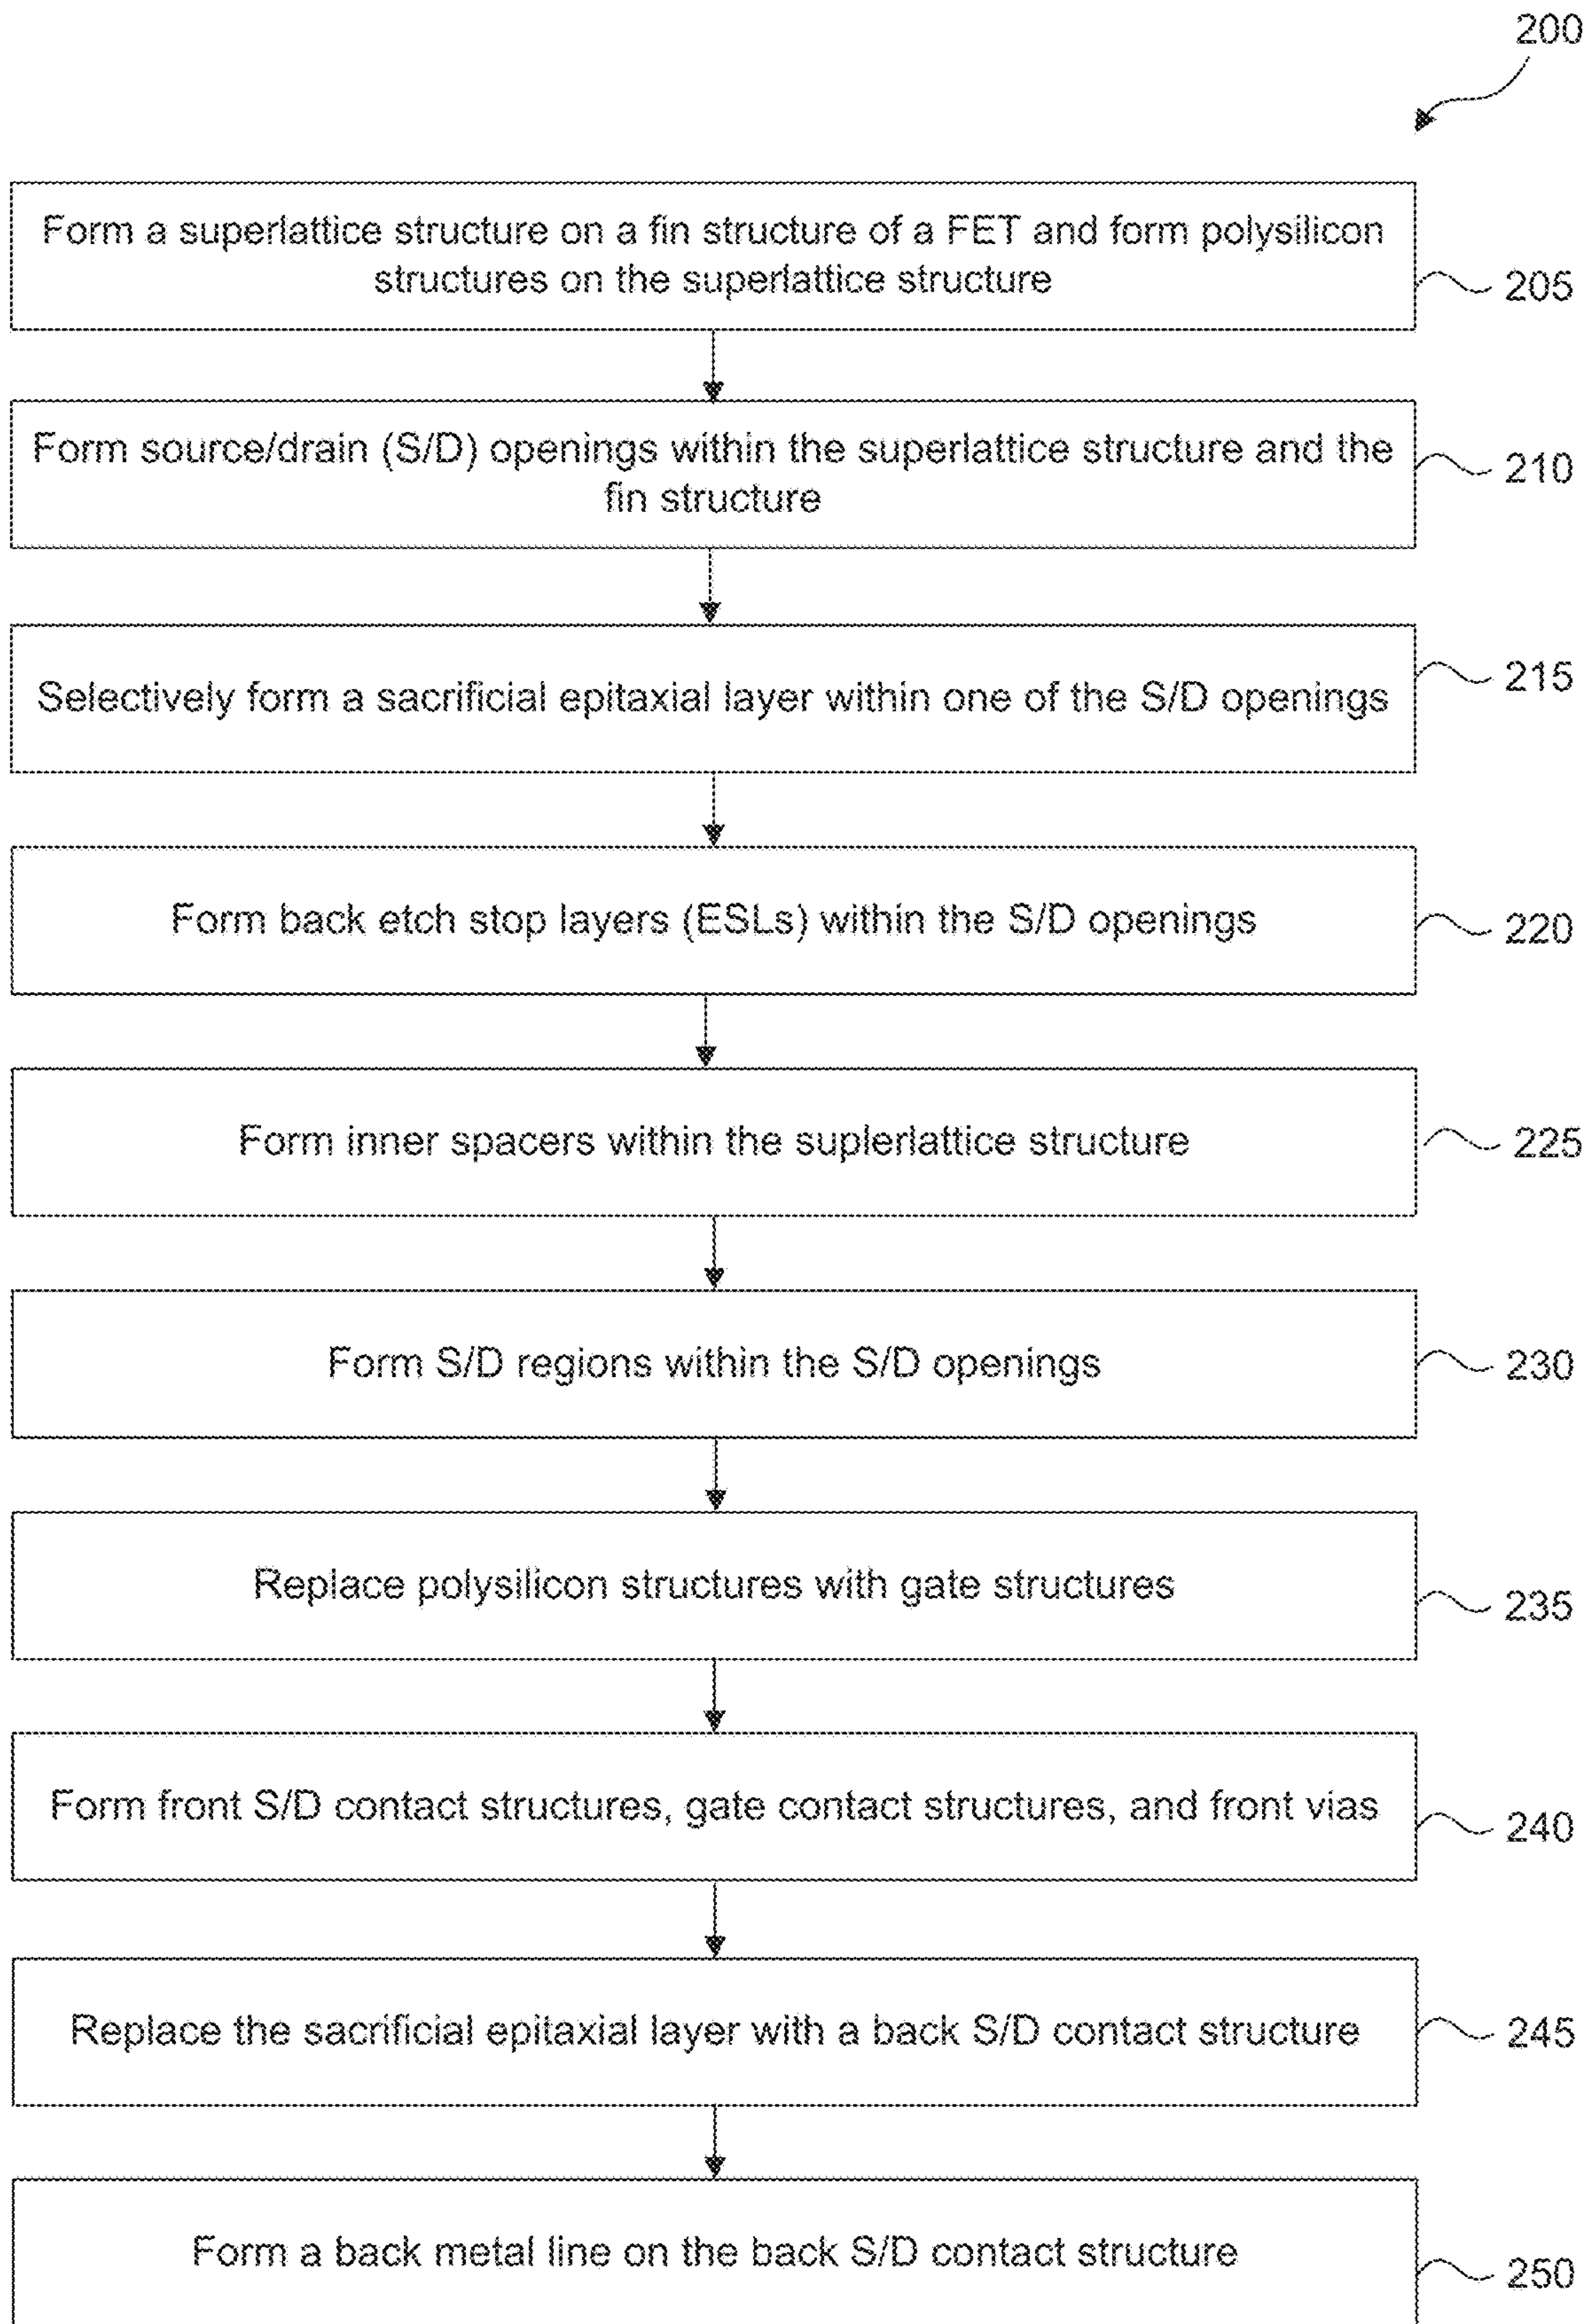 200
Form a superlattice structure on a fin structure of a FET and form polysilicon
structures on the superlattice structure
205
Form source/drain (S/D) openings within the superlattice structure and the
fin structure
210
Selectively form a sacrificial epitaxial layer within one of the S/D openings
215
Form back etch stop layers (ESLs) within the S/D openings
220
Form inner spacers within the suplerlattice structure
225
Form S/D regions within the S/D openings
230
Replace polysilicon structures with gate structures
235
Form front S/D contact structures, gate contact structures, and front vias
240
Replace the sacrificial epitaxial layer with a back S/D contact structure
245
Form a back metal line on the back S/D contact structure
250